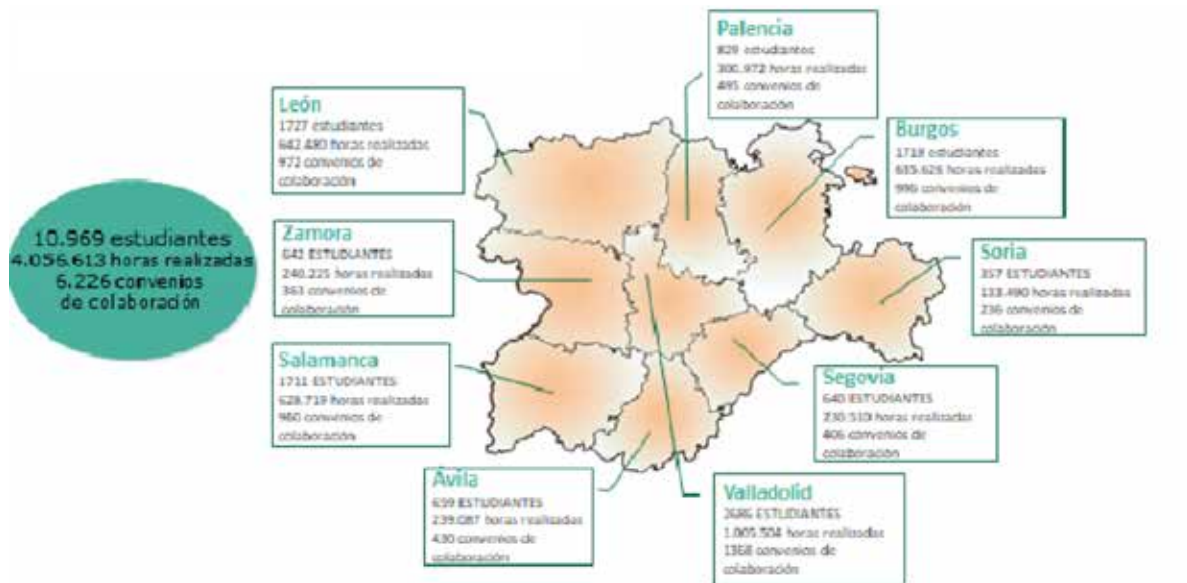 Palencia
829 estudiantes
300.972 horas realizadas
495 convenios de
colaboración
León
1727 estudiantes
642.480 horas realizadas
972 convenios de
colaboración
Burgos
1718 estudiantes
635.626 horas realizadas
996 convenios de
colaboración
10.969 estudiantes
4.056.613 horas realizadas
6.226 convenios
de colaboración
Zamora
642 ESTUDIANTES
240.225 horas realizadas
363 convenios de
colaboración
Soria
357 ESTUDIANTES
133.490 horas realizadas
236 convenios de
colaboración
Salamanca
1711 ESTUDIANTES
628.719 horas realizadas
960 convenios de
colaboración
Segovia
640 ESTUDIANTES
230.510 horas realizadas
406 convenios de
colaboración
Ávila
659 ESTUDIANTES
239.087 horas realizadas
430 convenios de
colaboración
Valladolid
2686 ESTUDIANTES
1.005.504 horas realizadas
1368 convenios de
colaboración